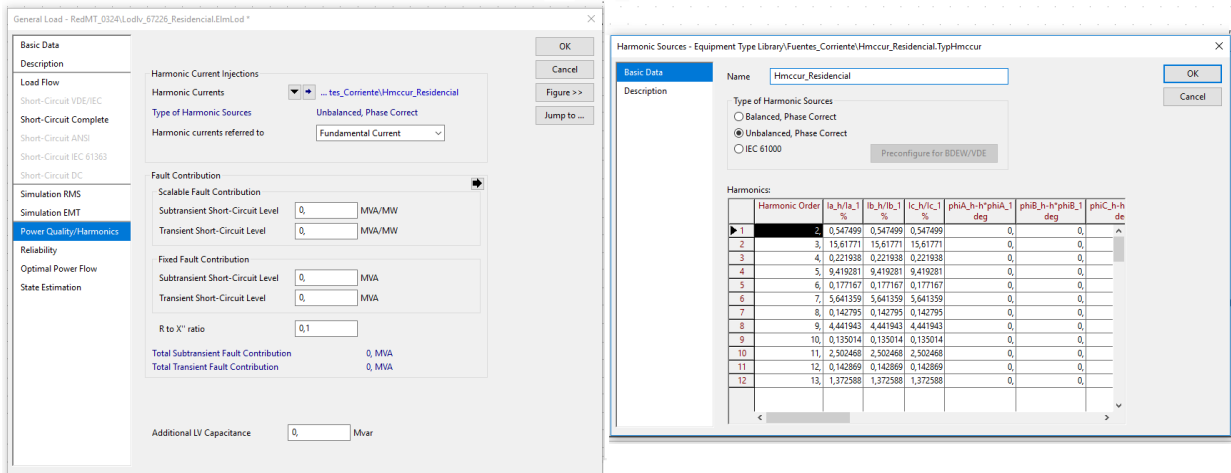 General Load - RedMT_0324\Lodlv_67226_Residencial.ElmLod *
Basic Data
Description
Load Flow
Short-Circuit VDE/IEC
Short-Circuit Complete
Short-Circuit ANSI
Short-Circuit IEC 61363
Short-Circuit DC
Simulation RMS
Simulation EMT
Power Quality/Harmonics
Reliability
Optimal Power Flow
State Estimation
Harmonic Current Injections
Harmonic Currents ... tes_Corriente\Hmccur_Residencial
Type of Harmonic Sources Unbalanced, Phase Correct
Harmonic currents referred to Fundamental Current
Fault Contribution
Scalable Fault Contribution
Subtransient Short-Circuit Level 0, MVA/MW
Transient Short-Circuit Level 0, MVA/MW
Fixed Fault Contribution
Subtransient Short-Circuit Level 0, MVA
Transient Short-Circuit Level 0, MVA
R to X'' ratio 0,1
Total Subtransient Fault Contribution 0, MVA
Total Transient Fault Contribution 0, MVA
Additional LV Capacitance 0, Mvar
OK
Cancel
Figure >>
Jump to ...
Harmonic Sources - Equipment Type Library\Fuentes_Corriente\Hmccur_Residencial.TypHmccur
Basic Data
Description
Name Hmccur_Residencial
OK
Cancel
Type of Harmonic Sources
Balanced, Phase Correct
Unbalanced, Phase Correct
IEC 61000
Preconfigure for BDEW/VDE
Harmonics:
Harmonic Order Ia_h/Ia_1 Ib_h/Ib_1 Ic_h/Ic_1 phiA_h-h*phiA_1 phiB_h-h*phiB_1 phiC_h-h
% % % deg deg de
1 2, 0,547499 0,547499 0,547499 0, 0,
2 3, 15,61771 15,61771 15,61771 0, 0,
3 4, 0,221938 0,221938 0,221938 0, 0,
4 5, 9,419281 9,419281 9,419281 0, 0,
5 6, 0,177167 0,177167 0,177167 0, 0,
6 7, 5,641359 5,641359 5,641359 0, 0,
7 8, 0,142795 0,142795 0,142795 0, 0,
8 9, 4,441943 4,441943 4,441943 0, 0,
9 10, 0,135014 0,135014 0,135014 0, 0,
10 11, 2,502468 2,502468 2,502468 0, 0,
11 12, 0,142869 0,142869 0,142869 0, 0,
12 13, 1,372588 1,372588 1,372588 0, 0,